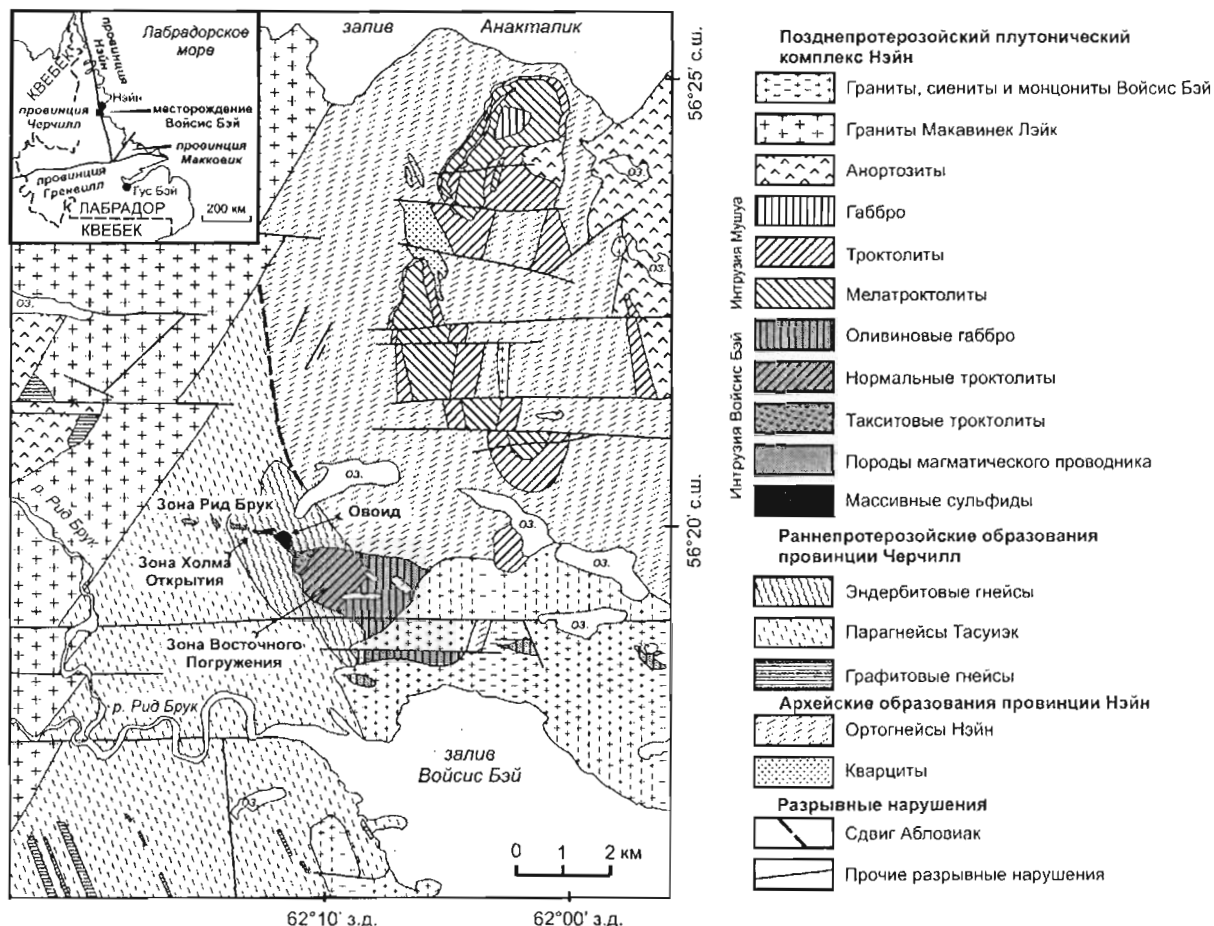 залив Анакталик
Лабрадорское
море
провинция
Нэйн
КВЕБЕК
Нэйн
месторождение
Войсис Бэй
провинция
Черчилл
провинция
Макковик
провинция
Гренвилл
Гус Бэй
ЛАБРАДОР
КВЕБЕК
200 км
56°25' с.ш.
56°20' с.ш.
оз.
оз.
оз.
оз.
оз.
оз.
оз.
оз.
р. Рид Брук
Зона Рид Брук
Овоид
Зона Холма
Открытия
Зона Восточного
Погружения
р. Рид Брук
залив
Войсис Бэй
0 1 2 км
62°10' з.д.
62°00' з.д.
Позднепротерозойский плутонический
комплекс Нэйн
Граниты, сиениты и монцониты Войсис Бэй
Граниты Макавинек Лэйк
Анортозиты
Интрузия Мушуа
Габбро
Троктолиты
Мелатроктолиты
Интрузия Войсис Бэй
Оливиновые габбро
Нормальные троктолиты
Такситовые троктолиты
Породы магматического проводника
Массивные сульфиды
Раннепротерозойские образования
провинции Черчилл
Эндербитовые гнейсы
Парагнейсы Тасуиэк
Графитовые гнейсы
Архейские образования провинции Нэйн
Ортогнейсы Нэйн
Кварциты
Разрывные нарушения
Сдвиг Абловиак
Прочие разрывные нарушения